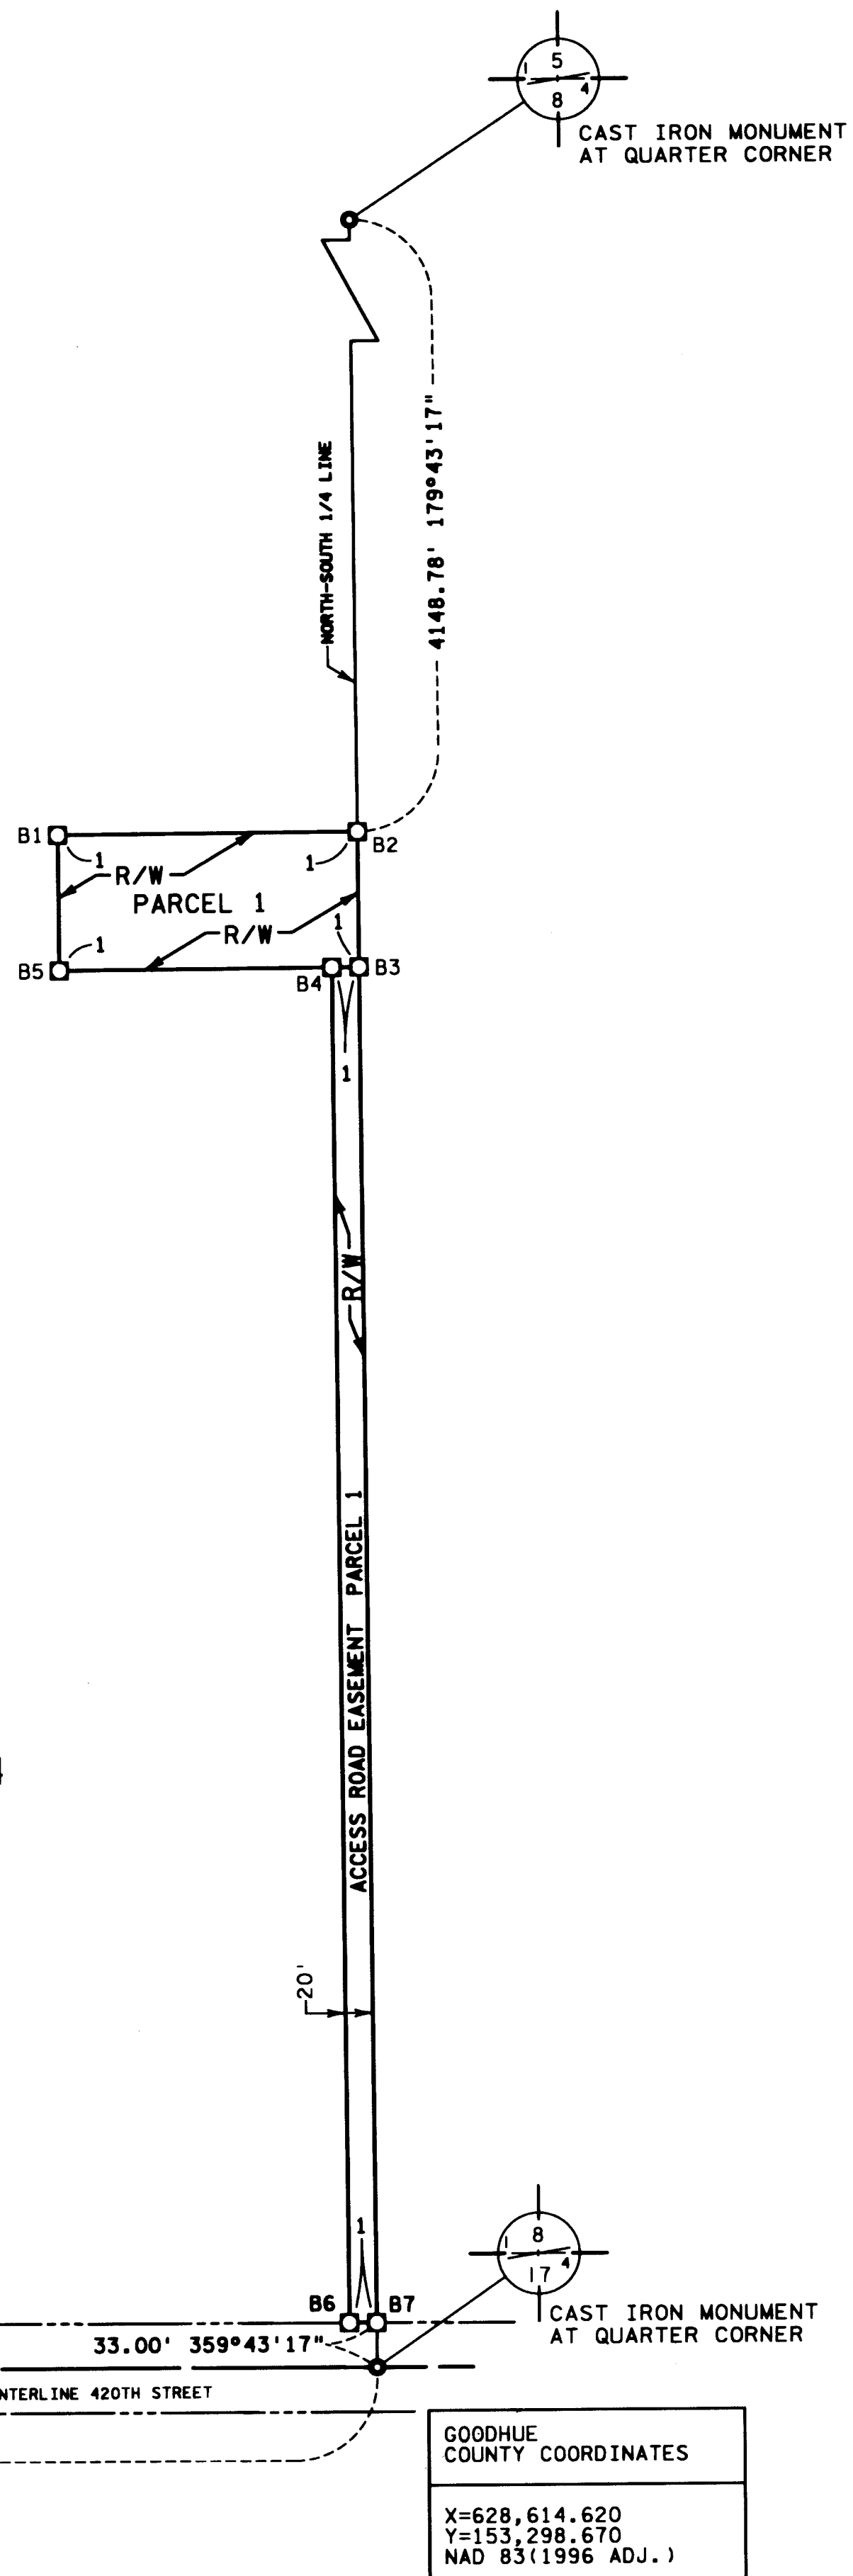 5
1 4
8
CAST IRON MONUMENT
AT QUARTER CORNER
NORTH-SOUTH 1/4 LINE
4148.78' 179°43'17"
B1
B2
1
1
R/W
PARCEL 1
1
R/W
1
B5
B4
B3
1
R/W
ACCESS ROAD EASEMENT PARCEL 1
20'
8
1 4
17
1
B6
B7
CAST IRON MONUMENT
AT QUARTER CORNER
33.00' 359°43'17"
NTERLINE 420TH STREET
GOODHUE
COUNTY COORDINATES
X=628,614.620
Y=153,298.670
NAD 83(1996 ADJ.)